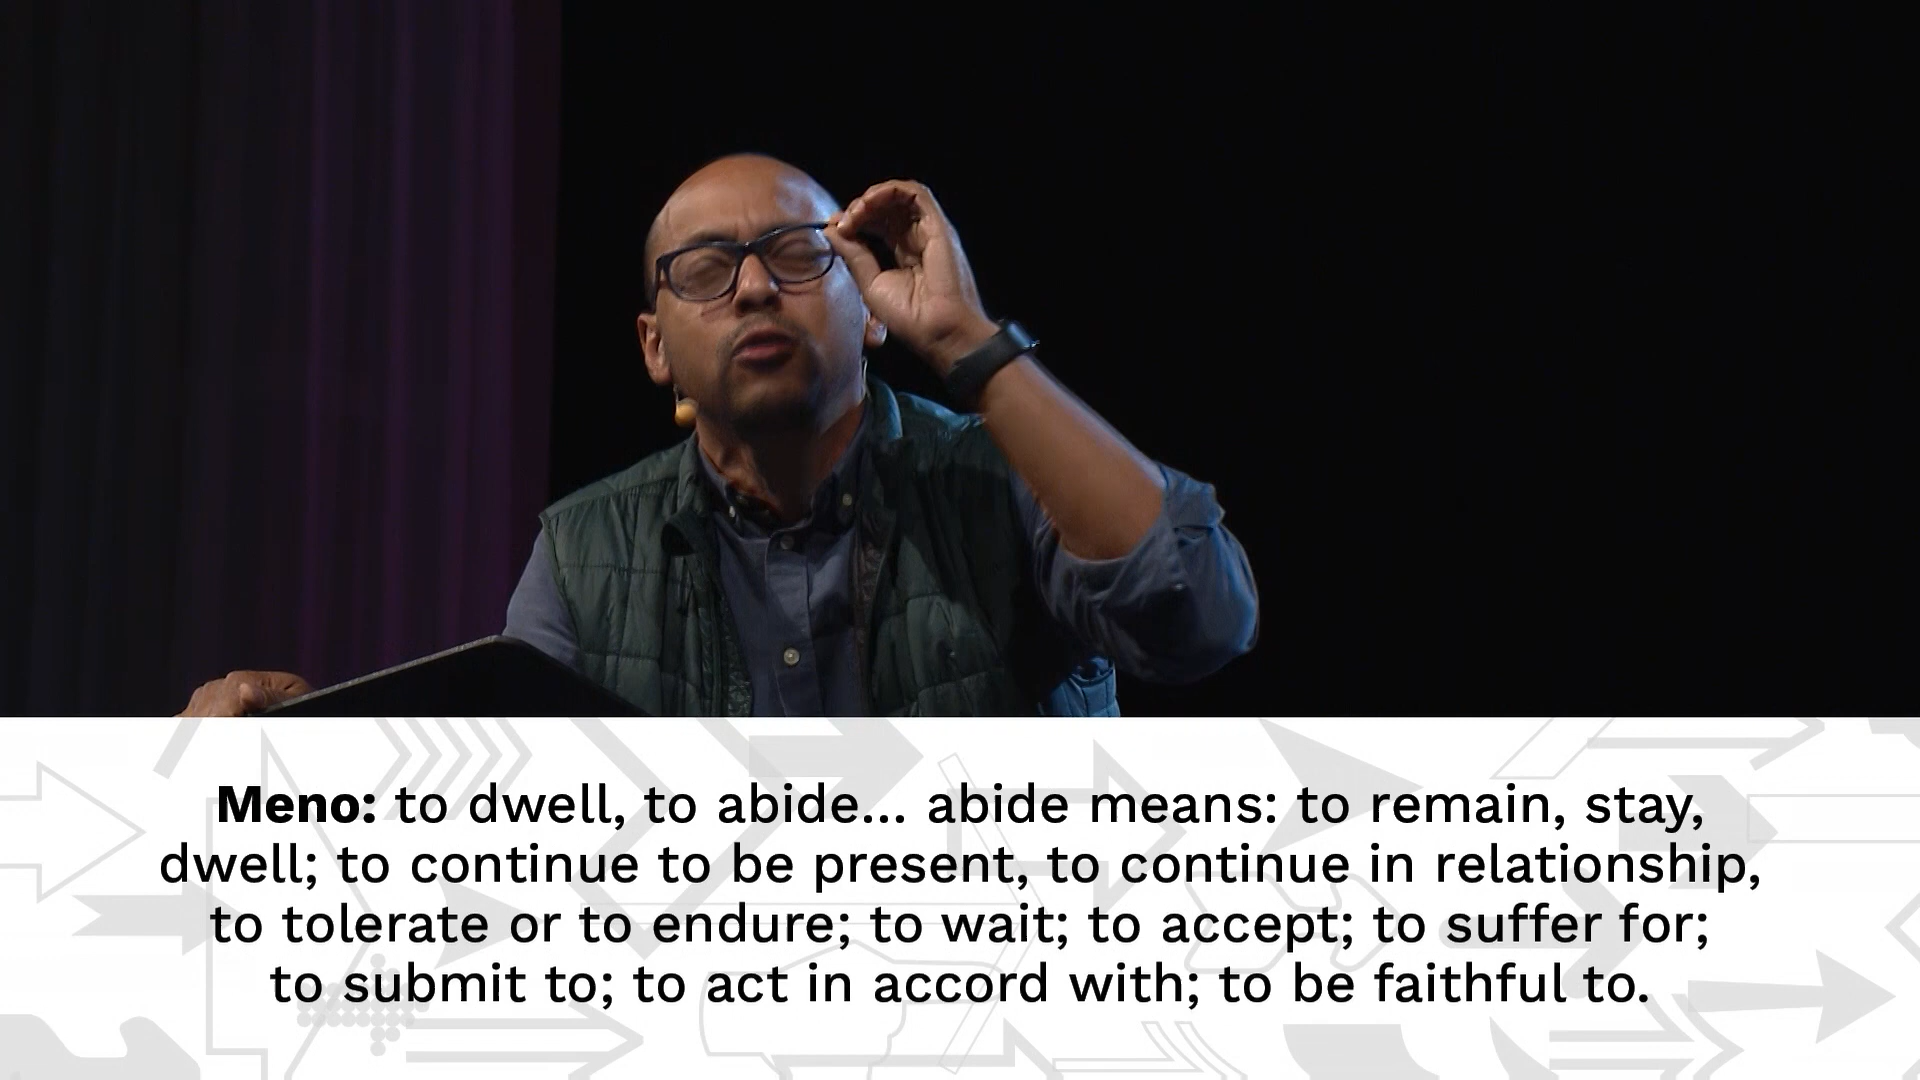 Meno: to dwell, to abide... abide means: to remain, stay,
dwell; to continue to be present, to continue in relationship,
to tolerate or to endure; to wait; to accept; to suffer for;
to submit to; to act in accord with; to be faithful to.